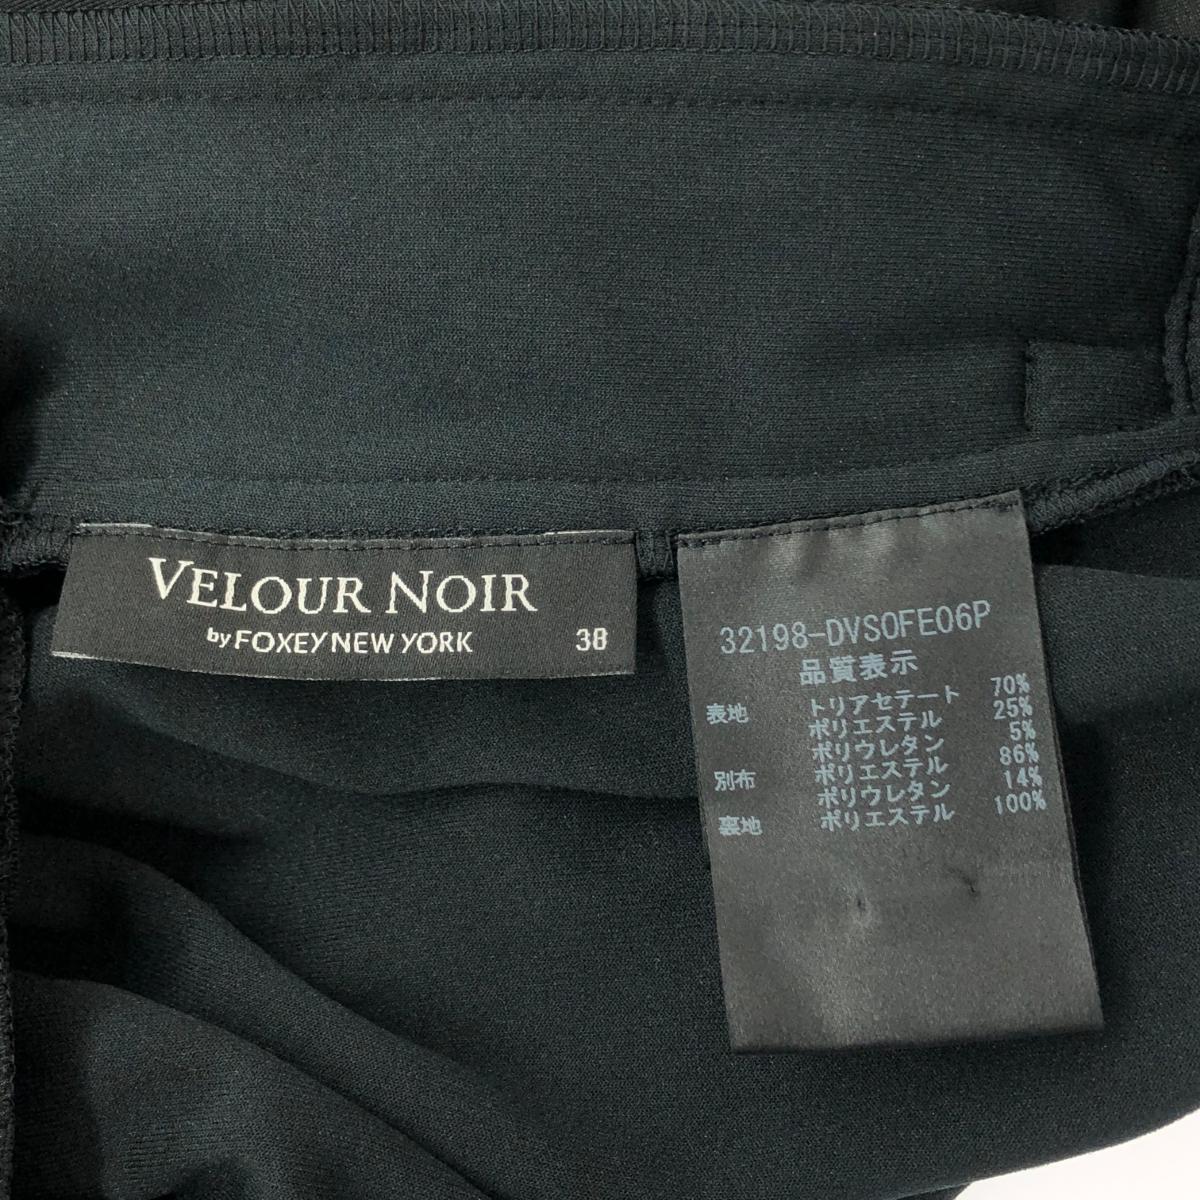 VELOUR NOIR
by FOXEY NEW YORK 38
32198-DVSOFE06P
品質表示
表地 トリアセテート 70%
ポリエステル 25%
ポリウレタン 5%
別布 ポリエステル 86%
ポリウレタン 14%
裏地 ポリエステル 100%